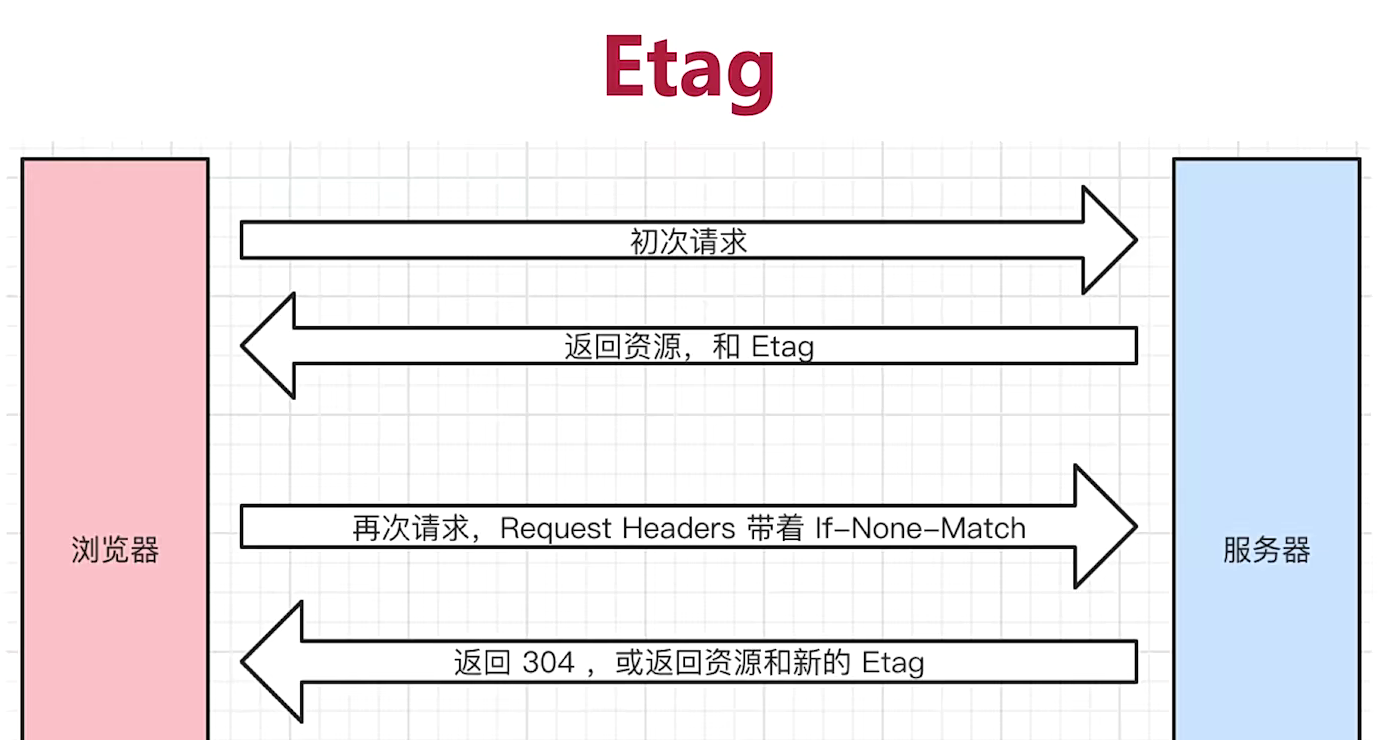 Etag
初次请求
返回资源，和 Etag
再次请求，Request Headers 带着 If-None-Match
浏览器
服务器
返回 304 ，或返回资源和新的 Etag